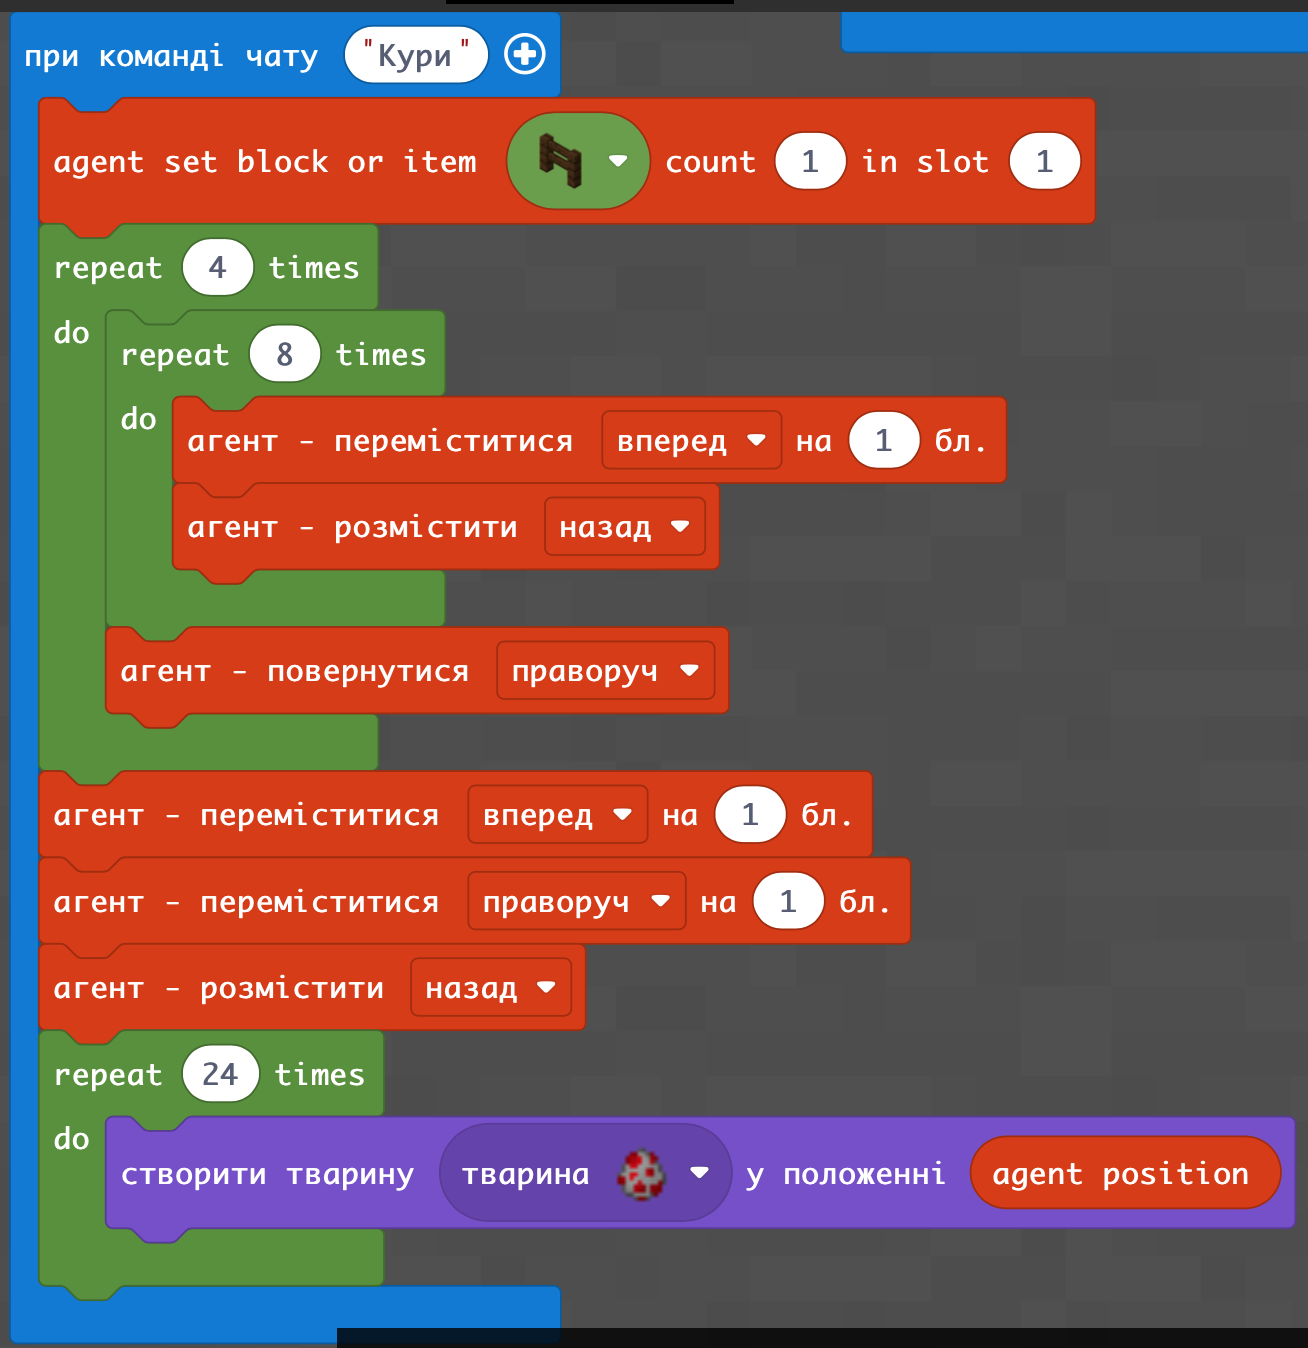 при команді чату "Кури"
agent set block or item count 1 in slot 1
repeat 4 times
do
repeat 8 times
do
агент - переміститися вперед на 1 бл.
агент - розмістити назад
агент - повернутися праворуч
агент - переміститися вперед на 1 бл.
агент - переміститися праворуч на 1 бл.
агент - розмістити назад
repeat 24 times
do
створити тварину тварина у положенні agent position